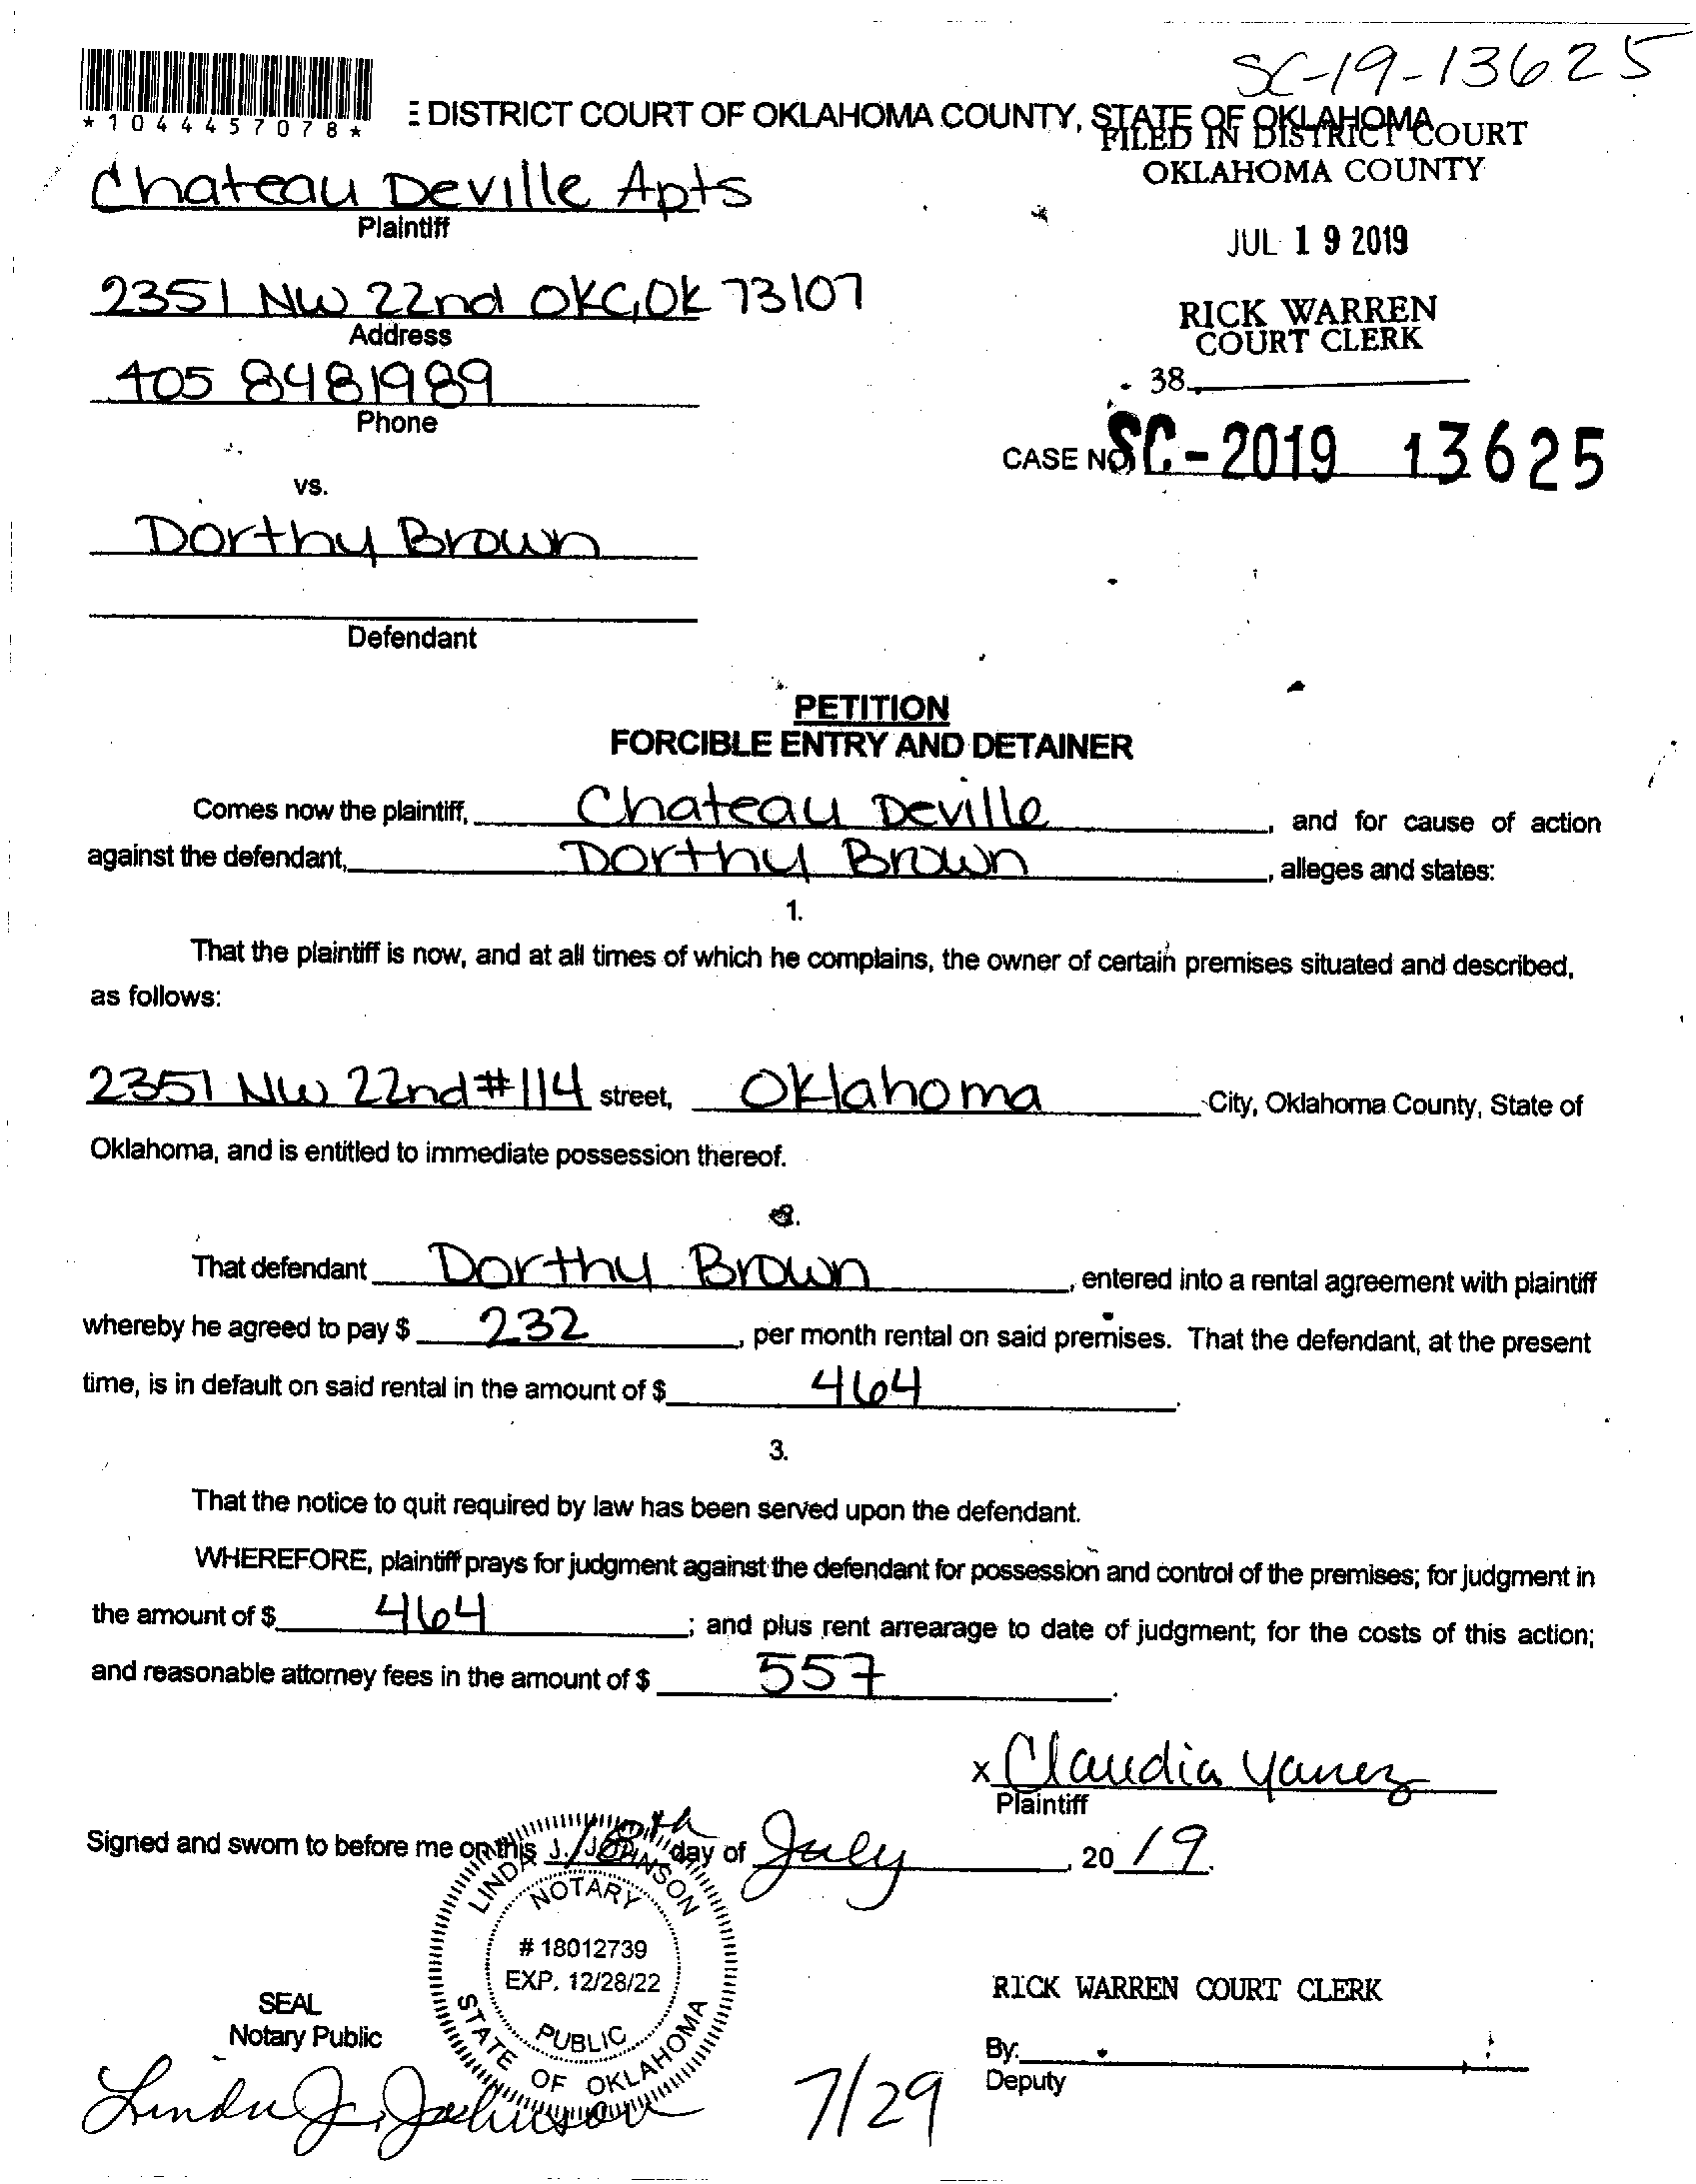 SC-19-13625
*1044457078*
E DISTRICT COURT OF OKLAHOMA COUNTY, STATE OF OKLAHOMA
FILED IN DISTRICT COURT
OKLAHOMA COUNTY
Chateau Deville Apts
Plaintiff
JUL 19 2019
2351 NW 22nd OKC, OK 73107
Address
RICK WARREN
COURT CLERK
405 8481989
Phone
38
CASE NO. SC-2019 13625
vs.
Dorthy Brown
Defendant
PETITION
FORCIBLE ENTRY AND DETAINER
Comes now the plaintiff, Chateau Deville, and for cause of action
against the defendant, Dorthy Brown, alleges and states:
1.
That the plaintiff is now, and at all times of which he complains, the owner of certain premises situated and described,
as follows:
2351 NW 22nd #114 street, Oklahoma City, Oklahoma County, State of
Oklahoma, and is entitled to immediate possession thereof.
That defendant Dorthy Brown, entered into a rental agreement with plaintiff
whereby he agreed to pay $ 232, per month rental on said premises. That the defendant, at the present
time, is in default on said rental in the amount of $ 464.
3.
That the notice to quit required by law has been served upon the defendant.
WHEREFORE, plaintiff prays for judgment against the defendant for possession and control of the premises; for judgment in
the amount of $ 464; and plus rent arrearage to date of judgment; for the costs of this action;
and reasonable attorney fees in the amount of $ 557.
x Claudia Yanez
Plaintiff
Signed and sworn to before me on this 18th day of July, 2019.
LINDA J. JOHNSON
NOTARY
# 18012739
EXP. 12/28/22
PUBLIC
STATE OF OKLAHOMA
SEAL
Notary Public
RICK WARREN COURT CLERK
By:
Deputy
Linda J. Johnson
7/29